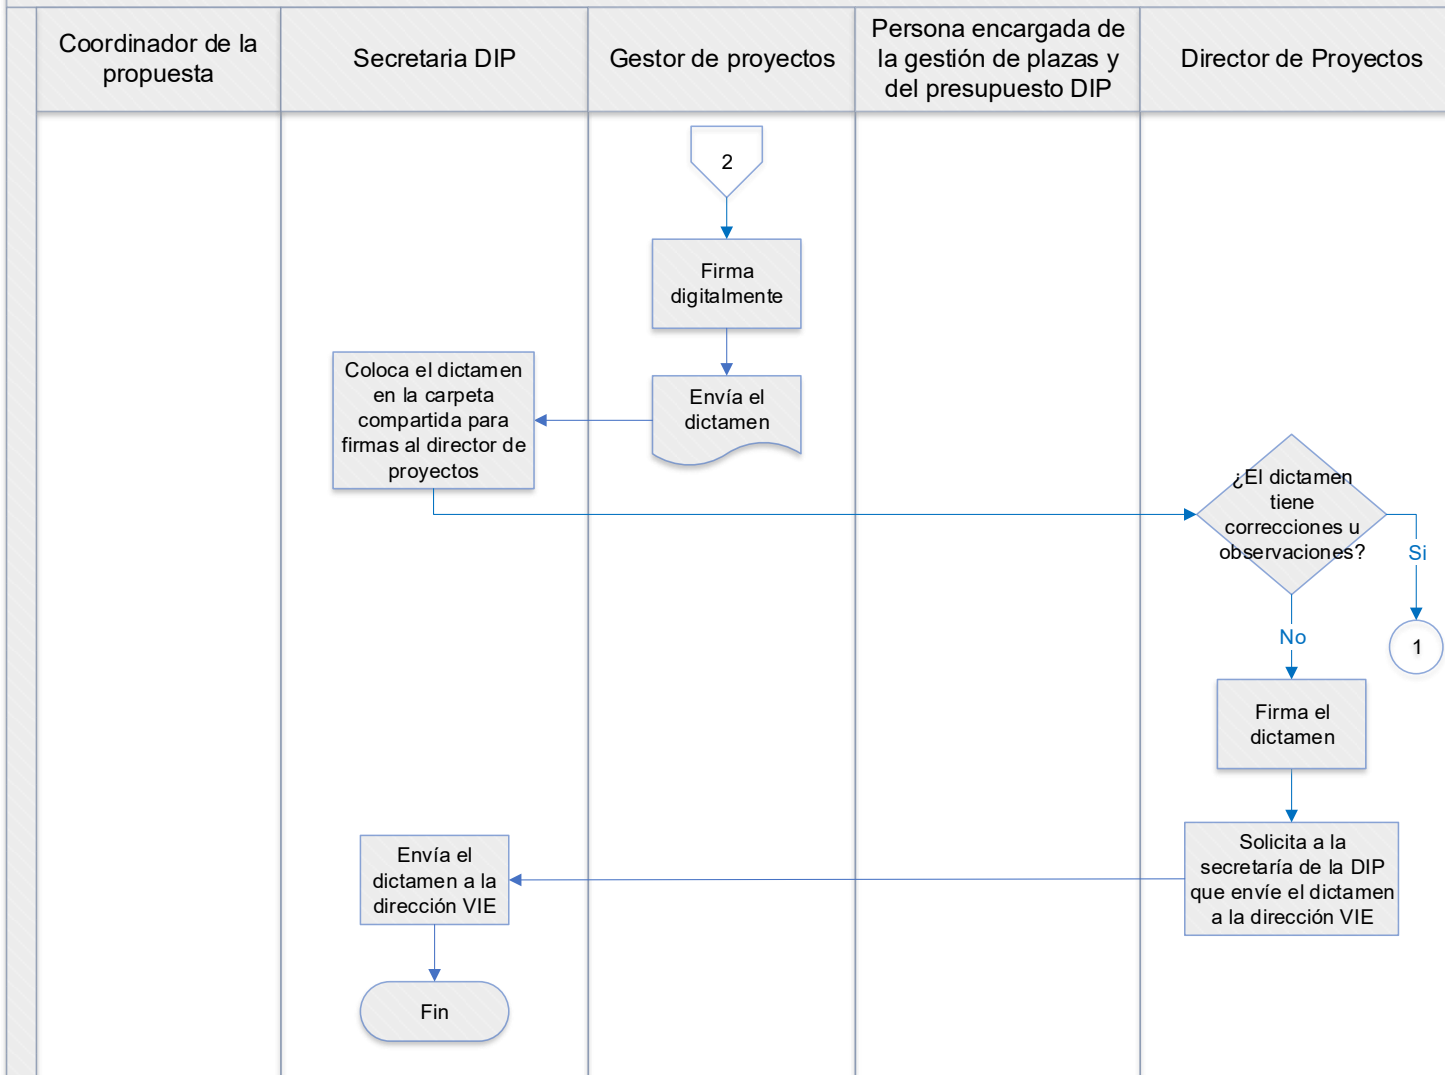 Coordinador de la
propuesta
Secretaria DIP
Gestor de proyectos
Persona encargada de
la gestión de plazas y
del presupuesto DIP
Director de Proyectos
2
Firma
digitalmente
Envía el
dictamen
Coloca el dictamen
en la carpeta
compartida para
firmas al director de
proyectos
¿El dictamen
tiene
correcciones u
observaciones?
Si
1
No
Firma el
dictamen
Solicita a la
secretaría de la DIP
que envíe el dictamen
a la dirección VIE
Envía el
dictamen a la
dirección VIE
Fin